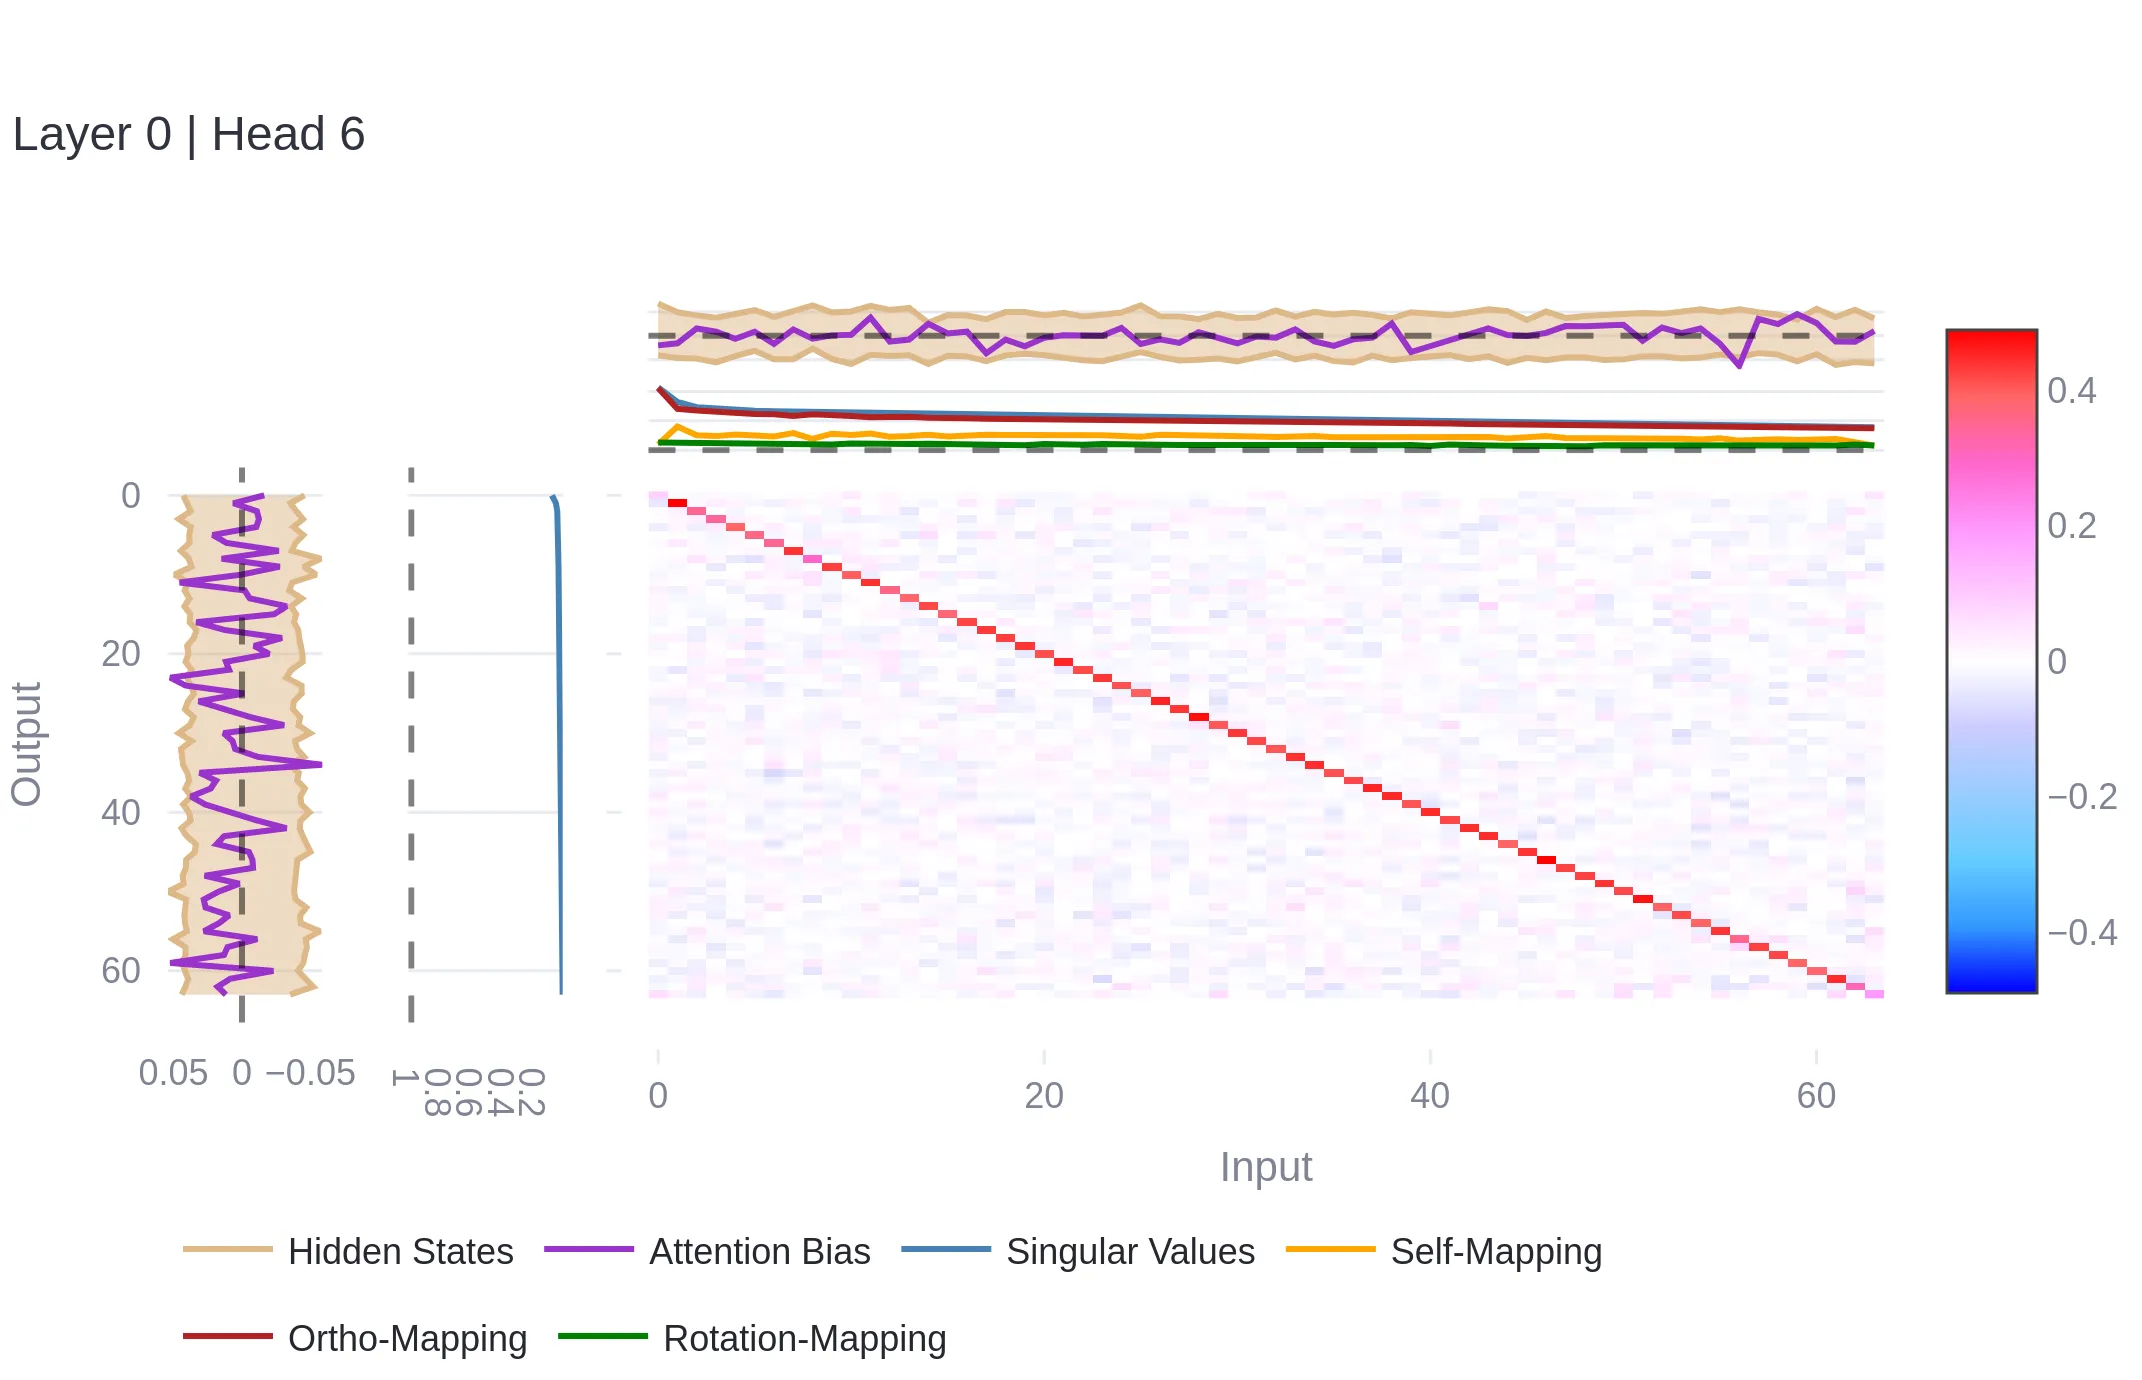 Layer 0 | Head 6
0.4
0.2
0
−0.2
−0.4
0
20
40
60
Output
0.05 0 −0.05
1 0.8 0.6 0.4 0.2
0 20 40 60
Input
Hidden States Attention Bias Singular Values Self-Mapping
Ortho-Mapping Rotation-Mapping